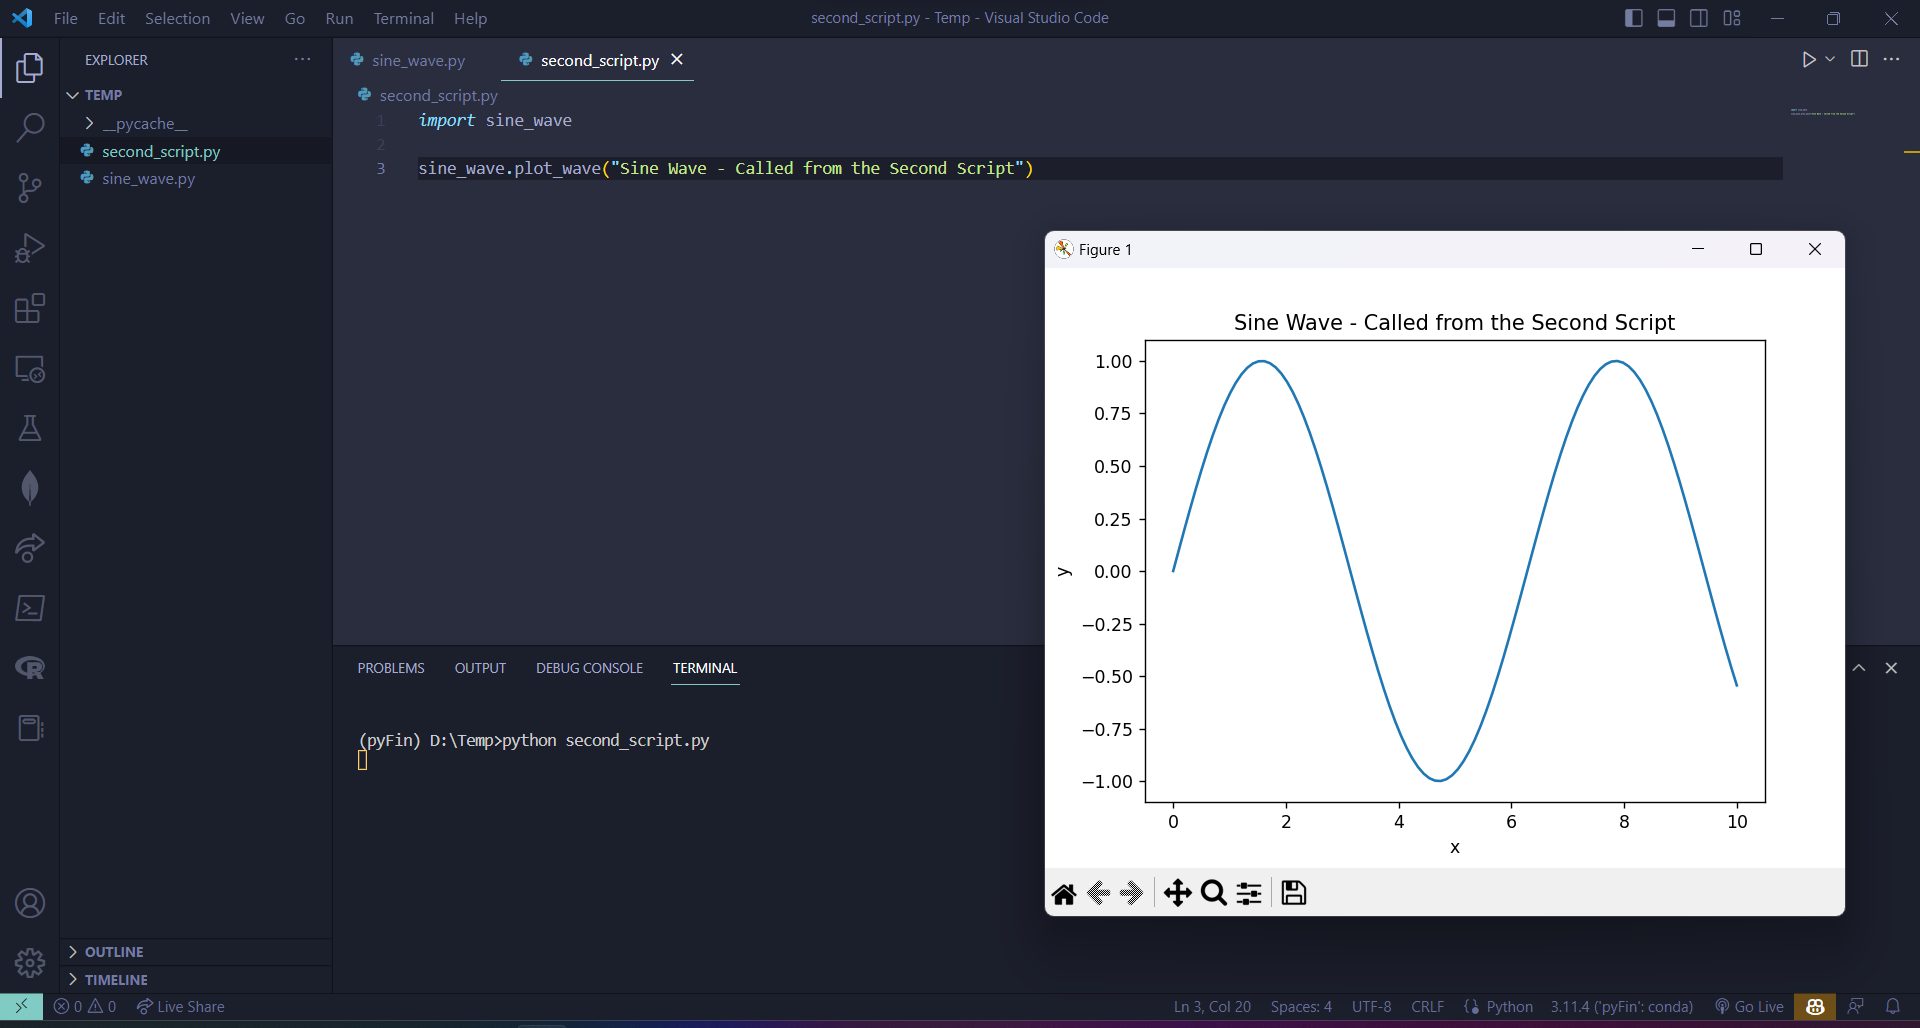 File Edit Selection View Go Run Terminal Help
second_script.py - Temp - Visual Studio Code
EXPLORER
TEMP
__pycache__
second_script.py
sine_wave.py
OUTLINE
TIMELINE
sine_wave.py
second_script.py
second_script.py
1 import sine_wave
2
3 sine_wave.plot_wave("Sine Wave - Called from the Second Script")
PROBLEMS OUTPUT DEBUG CONSOLE TERMINAL
(pyFin) D:\Temp>python second_script.py
Figure 1
Sine Wave - Called from the Second Script
1.00
0.75
0.50
0.25
0.00
−0.25
−0.50
−0.75
−1.00
y
0 2 4 6 8 10
x
0 0 Live Share
Ln 3, Col 20 Spaces: 4 UTF-8 CRLF Python 3.11.4 ('pyFin': conda) Go Live